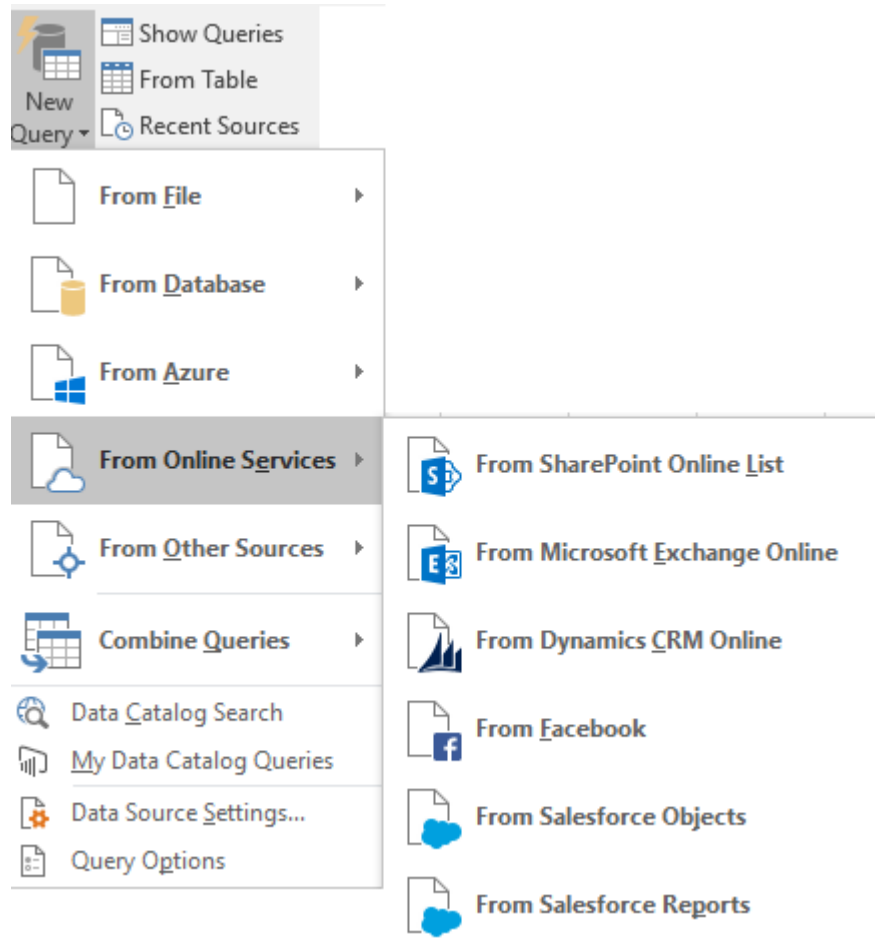 Show Queries
From Table
New
Query
Recent Sources
From File
From Database
From Azure
From Online Services
From Other Sources
Combine Queries
Data Catalog Search
My Data Catalog Queries
Data Source Settings...
Query Options
From SharePoint Online List
From Microsoft Exchange Online
From Dynamics CRM Online
From Facebook
From Salesforce Objects
From Salesforce Reports